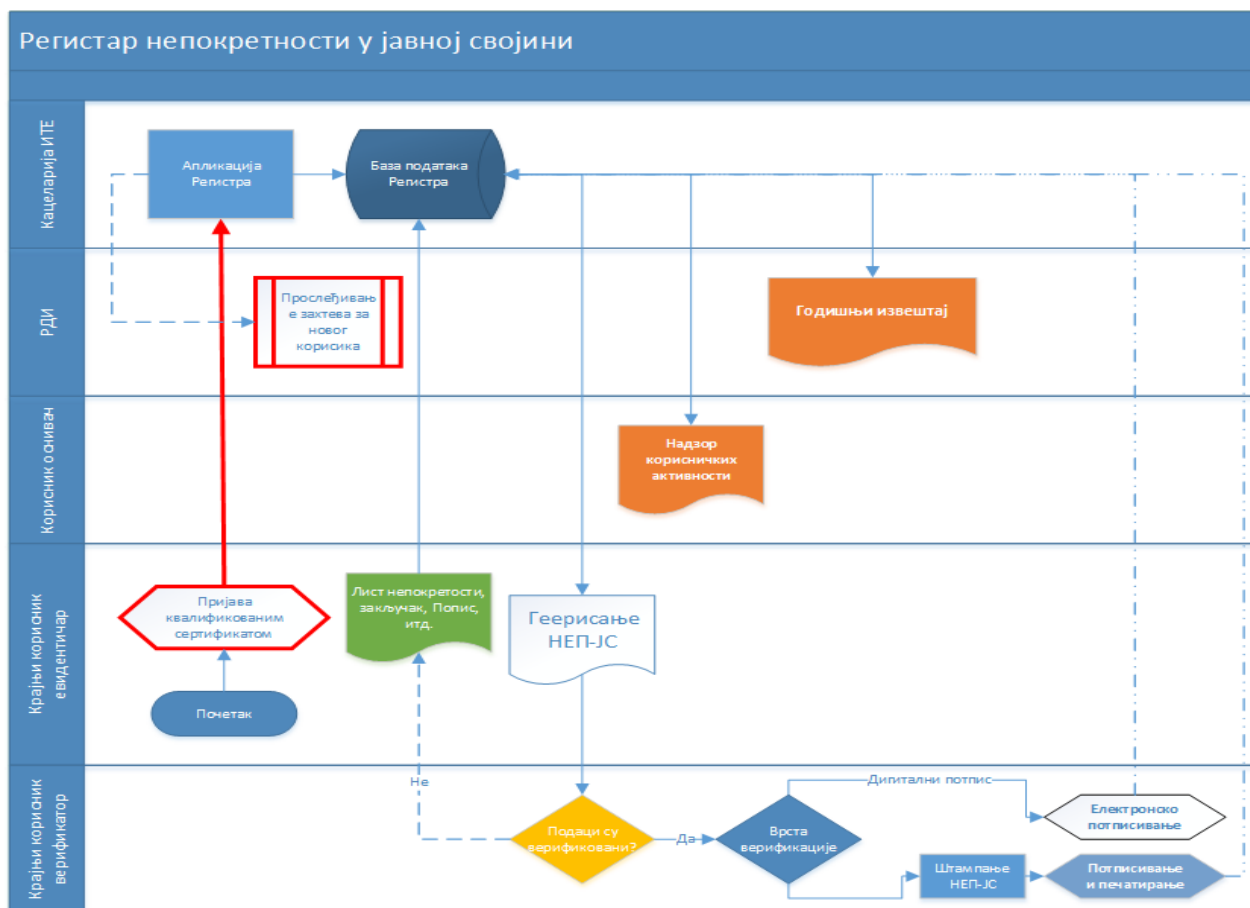 Регистар непокретности у јавној својини
Кацеларија ИТЕ
Апликација
Регистра
База података
Регистра
РДИ
Прослеђивањ
е захтева за
новог
корисика
Годишњи извештај
Корисник оснивач
Надзор
корисничких
активности
Крајњи корисник
евидентичар
Пријава
квалификованим
сертификатом
Лист непокретости,
закључак, Попис,
итд.
Геерисање
НЕП-ЈС
Почетак
Крајњи корисник
верификатор
Не
Подаци су
верификовани?
Да
Врста
верификације
Дигитални потпис
Електронско
потписивање
Штампање
НЕП-ЈС
Потписивање
и печатирање